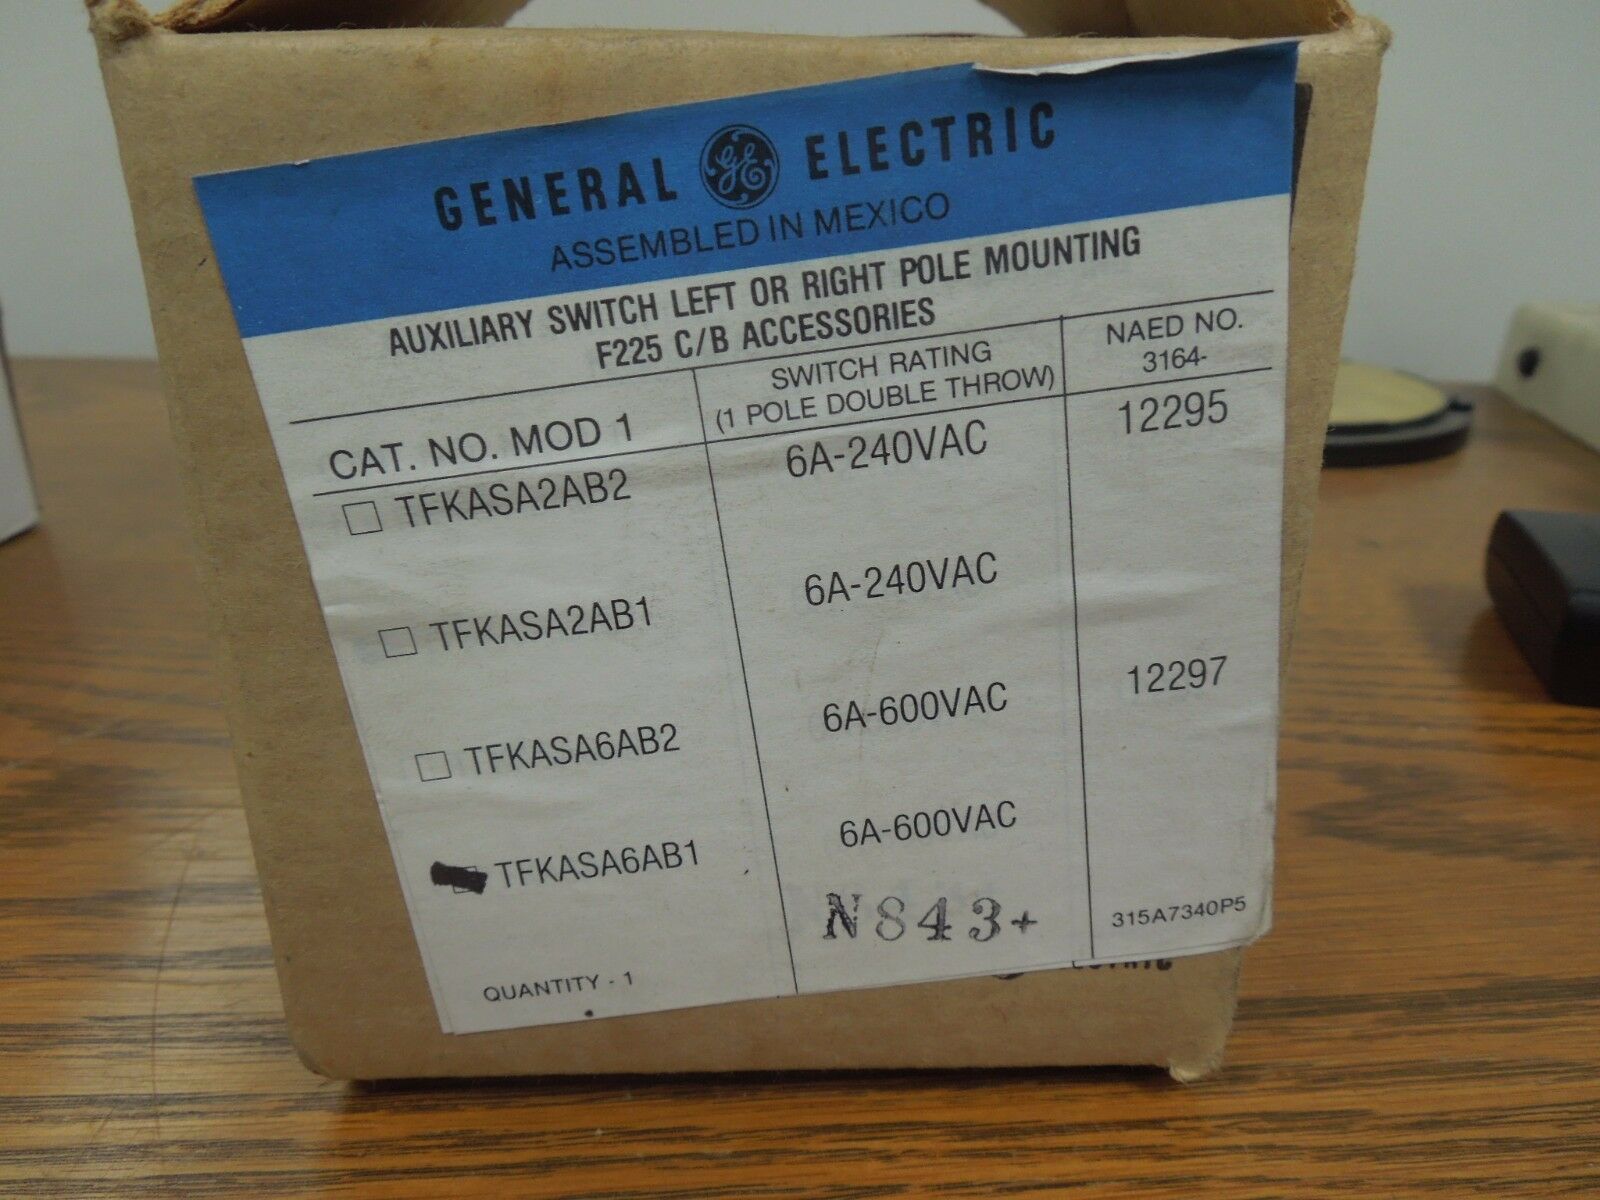 GENERAL GE ELECTRIC
ASSEMBLED IN MEXICO
AUXILIARY SWITCH LEFT OR RIGHT POLE MOUNTING
F225 C/B ACCESSORIES
CAT. NO. MOD 1
SWITCH RATING
(1 POLE DOUBLE THROW)
NAED NO.
3164-
TFKASA2AB2 6A-240VAC 12295
TFKASA2AB1 6A-240VAC
TFKASA6AB2 6A-600VAC 12297
TFKASA6AB1 6A-600VAC
N843+
315A7340P5
QUANTITY - 1